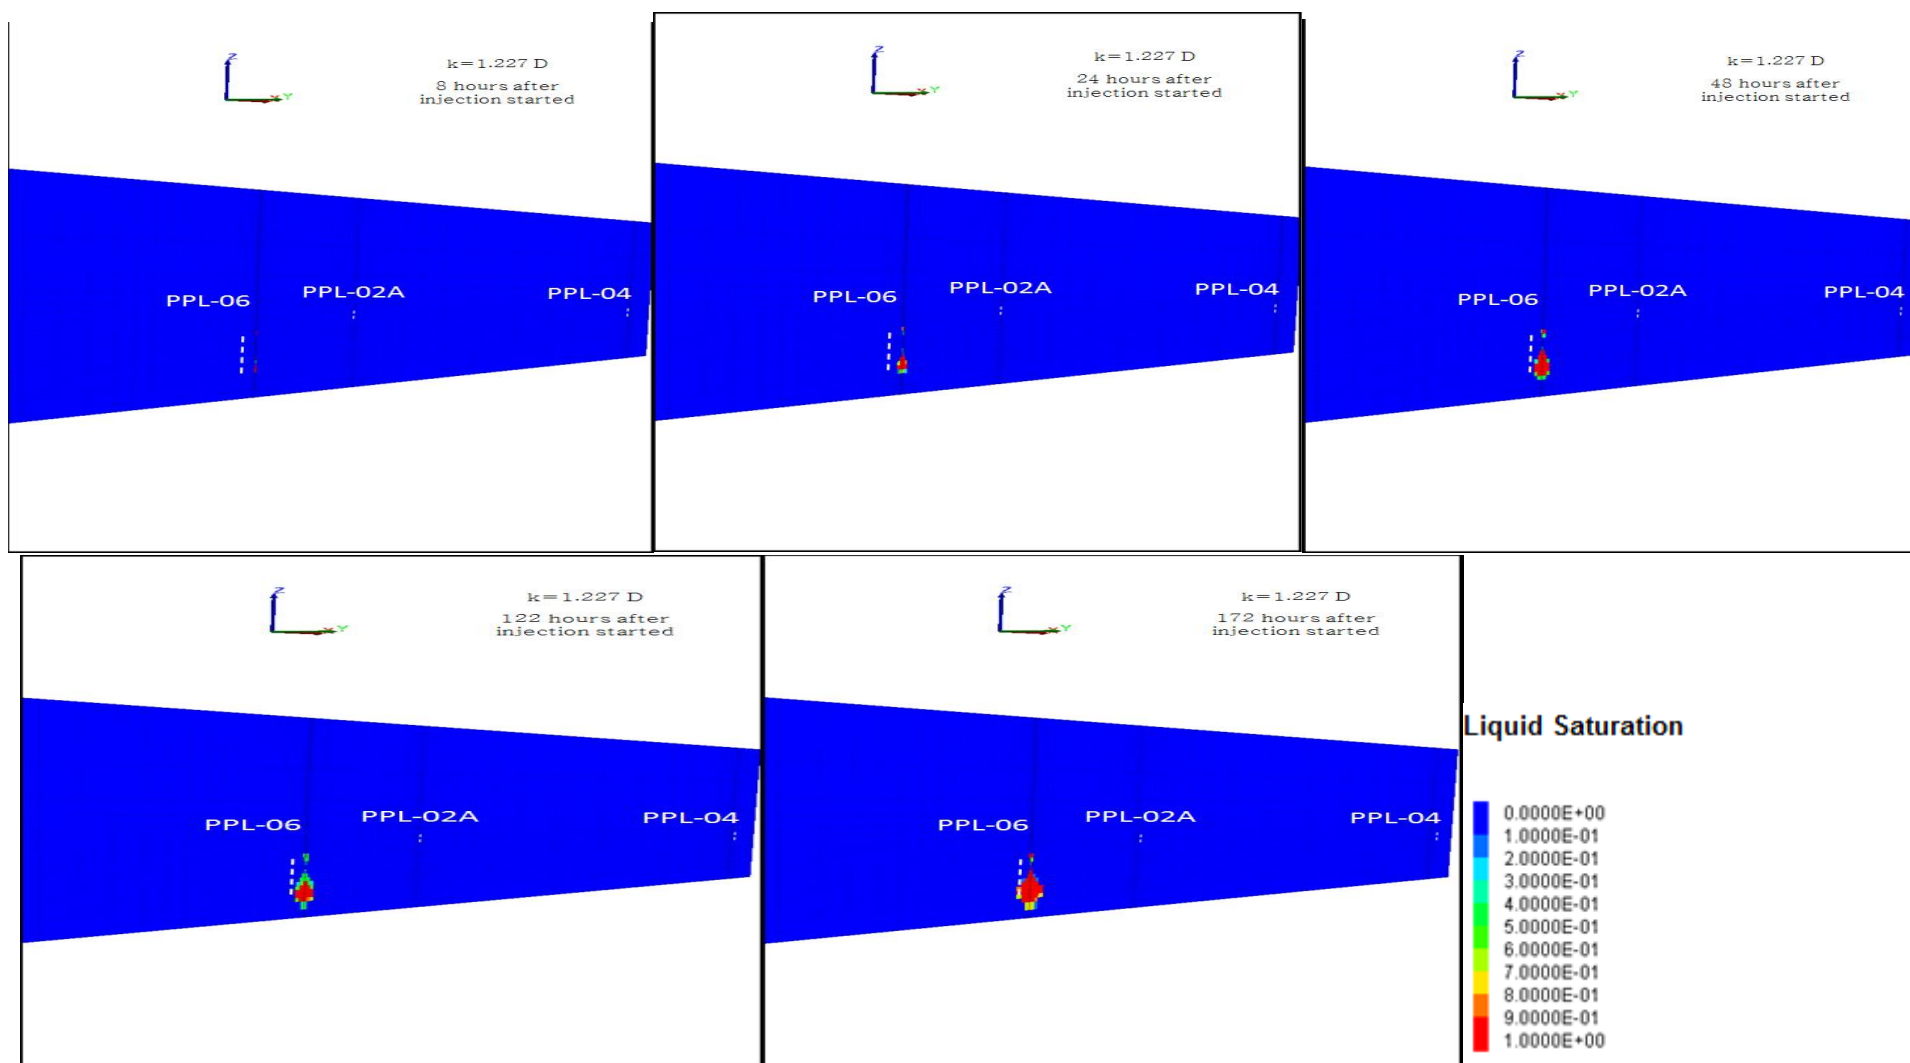 Z
X Y
k=1.227 D
8 hours after
injection started
PPL-06
PPL-02A
PPL-04
Z
X Y
k=1.227 D
24 hours after
injection started
PPL-06
PPL-02A
PPL-04
Z
X Y
k=1.227 D
48 hours after
injection started
PPL-06
PPL-02A
PPL-04
Z
X Y
k=1.227 D
122 hours after
injection started
PPL-06
PPL-02A
PPL-04
Z
X Y
k=1.227 D
172 hours after
injection started
PPL-06
PPL-02A
PPL-04
Liquid Saturation
0.0000E+00
1.0000E-01
2.0000E-01
3.0000E-01
4.0000E-01
5.0000E-01
6.0000E-01
7.0000E-01
8.0000E-01
9.0000E-01
1.0000E+00